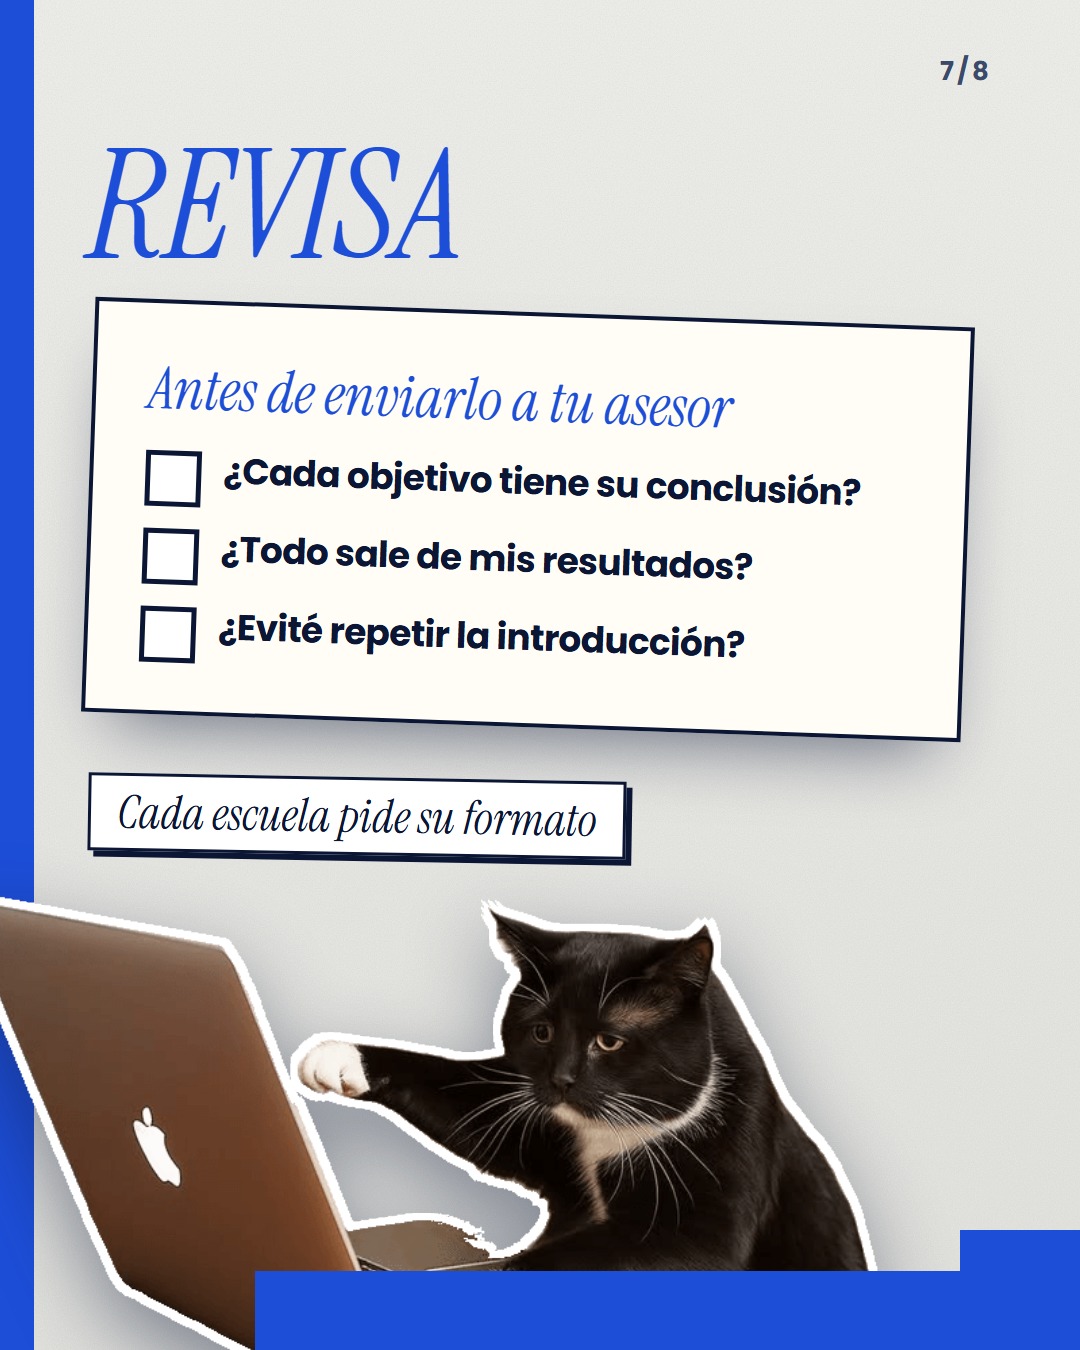 7/8
REVISA
Antes de enviarlo a tu asesor
¿Cada objetivo tiene su conclusión?
¿Todo sale de mis resultados?
¿Evité repetir la introducción?
Cada escuela pide su formato